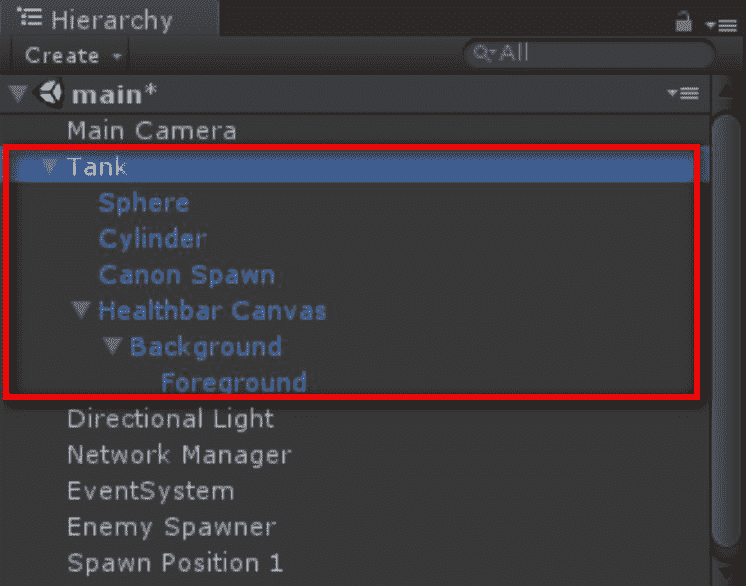 Hierarchy
Create All
main*
Main Camera
Tank
Sphere
Cylinder
Canon Spawn
Healthbar Canvas
Background
Foreground
Directional Light
Network Manager
EventSystem
Enemy Spawner
Spawn Position 1